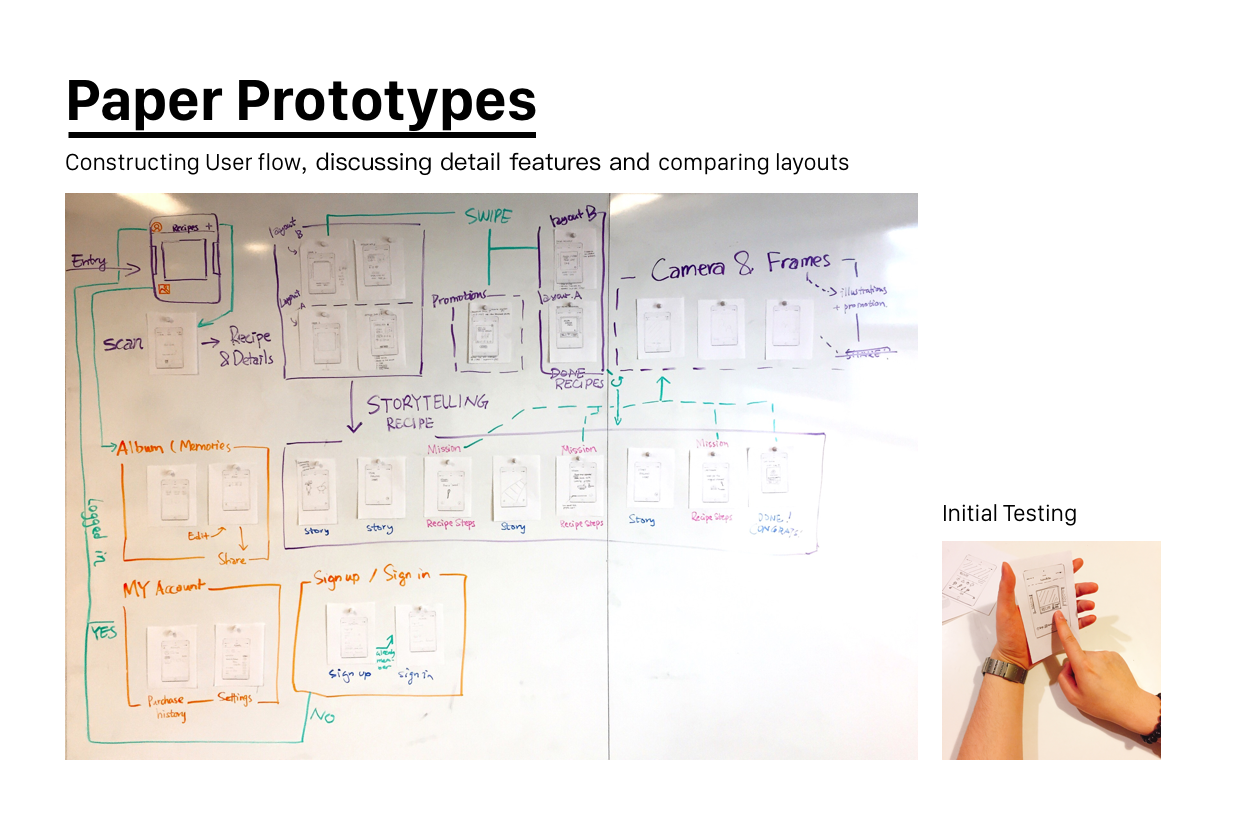 Paper Prototypes
Constructing User flow, discussing detail features and comparing layouts
Entry
Recipes +
layout
B
Layout
A
SWIPE
layout B
Promotions
layout A
Camera & Frames
illustrations
+ promotion
SHARE!
scan
Recipe
& Details
DONE
RECIPES
STORYTELLING
RECIPE
Album ( Memories
Mission
Mission
Mission
story
story
Recipe Steps
Story
Recipe Steps
Story
Recipe Steps
DONE!
CONGRATS!
Edit
Share
Logged in
MY Account
Sign up / Sign in
YES
already
mem-
ber
Sign up
sign in
Purchase
history
Settings
NO
Initial Testing